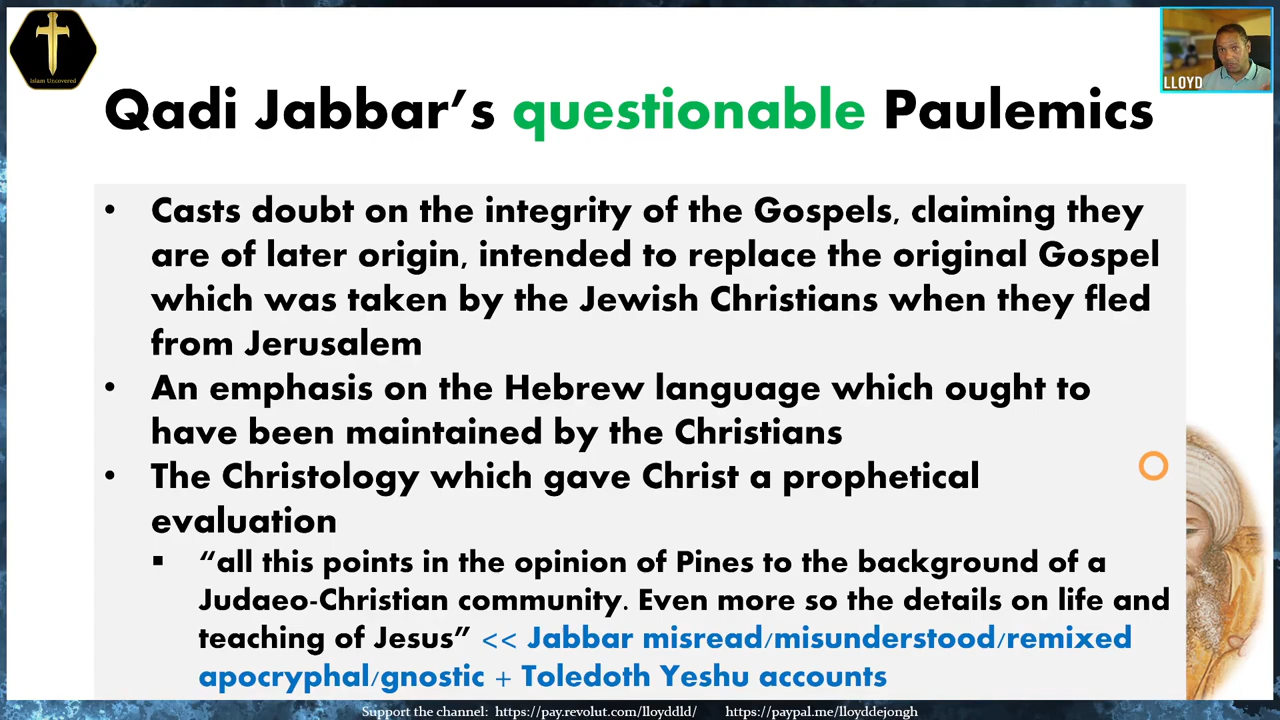 Islam Uncovered
LLOYD
Qadi Jabbar’s questionable Paulemics
• Casts doubt on the integrity of the Gospels, claiming they
are of later origin, intended to replace the original Gospel
which was taken by the Jewish Christians when they fled
from Jerusalem
• An emphasis on the Hebrew language which ought to
have been maintained by the Christians
• The Christology which gave Christ a prophetical
evaluation
▪ “all this points in the opinion of Pines to the background of a
Judaeo-Christian community. Even more so the details on life and
teaching of Jesus” << Jabbar misread/misunderstood/remixed
apocryphal/gnostic + Toledoth Yeshu accounts
Support the channel: https://pay.revolut.com/lloyddld/ https://paypal.me/lloyddejongh